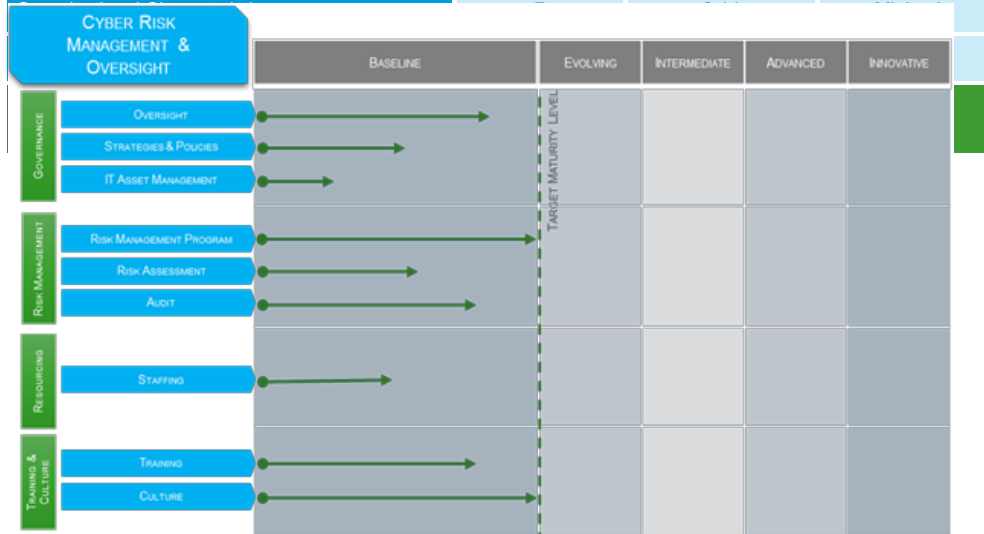 CYBER RISK
MANAGEMENT &
OVERSIGHT
BASELINE
EVOLVING
INTERMEDIATE
ADVANCED
INNOVATIVE
TARGET MATURITY LEVEL
GOVERNANCE
OVERSIGHT
STRATEGIES & POLICIES
IT ASSET MANAGEMENT
RISK MANAGEMENT
RISK MANAGEMENT PROGRAM
RISK ASSESSMENT
AUDIT
RESOURCING
STAFFING
TRAINING &
CULTURE
TRAINING
CULTURE